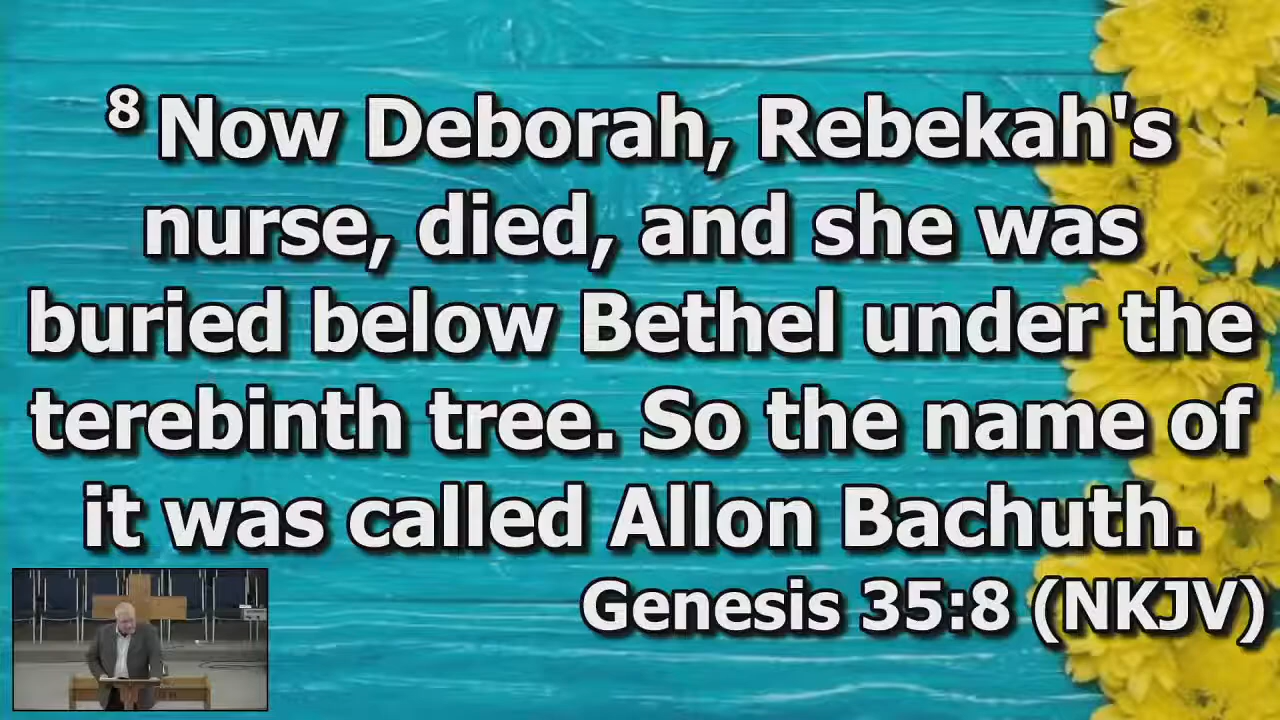 8 Now Deborah, Rebekah's
nurse, died, and she was
buried below Bethel under the
terebinth tree. So the name of
it was called Allon Bachuth.
Genesis 35:8 (NKJV)